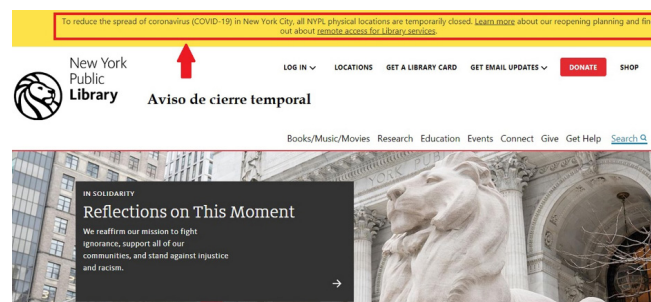 To reduce the spread of coronavirus (COVID-19) in New York City, all NYPL physical locations are temporarily closed. Learn more about our reopening planning and fin
out about remote access for Library services.
New York
Public
Library
LOG IN
LOCATIONS
GET A LIBRARY CARD
GET EMAIL UPDATES
DONATE
SHOP
Aviso de cierre temporal
Books/Music/Movies Research Education Events Connect Give Get Help Search
IN SOLIDARITY
Reflections on This Moment
We reaffirm our mission to fight
ignorance, support all of our
communities, and stand against injustice
and racism.